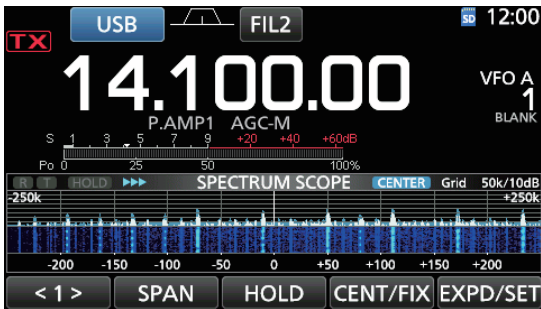 USB FIL2 SD 12:00
TX
14.100.00
VFO A
1
BLANK
P.AMP1 AGC-M
S 1 3 5 7 9 +20 +40 +60dB
Po 0 25 50 100%
R T HOLD SPECTRUM SCOPE CENTER Grid 50k/10dB
-250k +250k
-200 -150 -100 -50 0 +50 +100 +150 +200
< 1 > SPAN HOLD CENT/FIX EXPD/SET